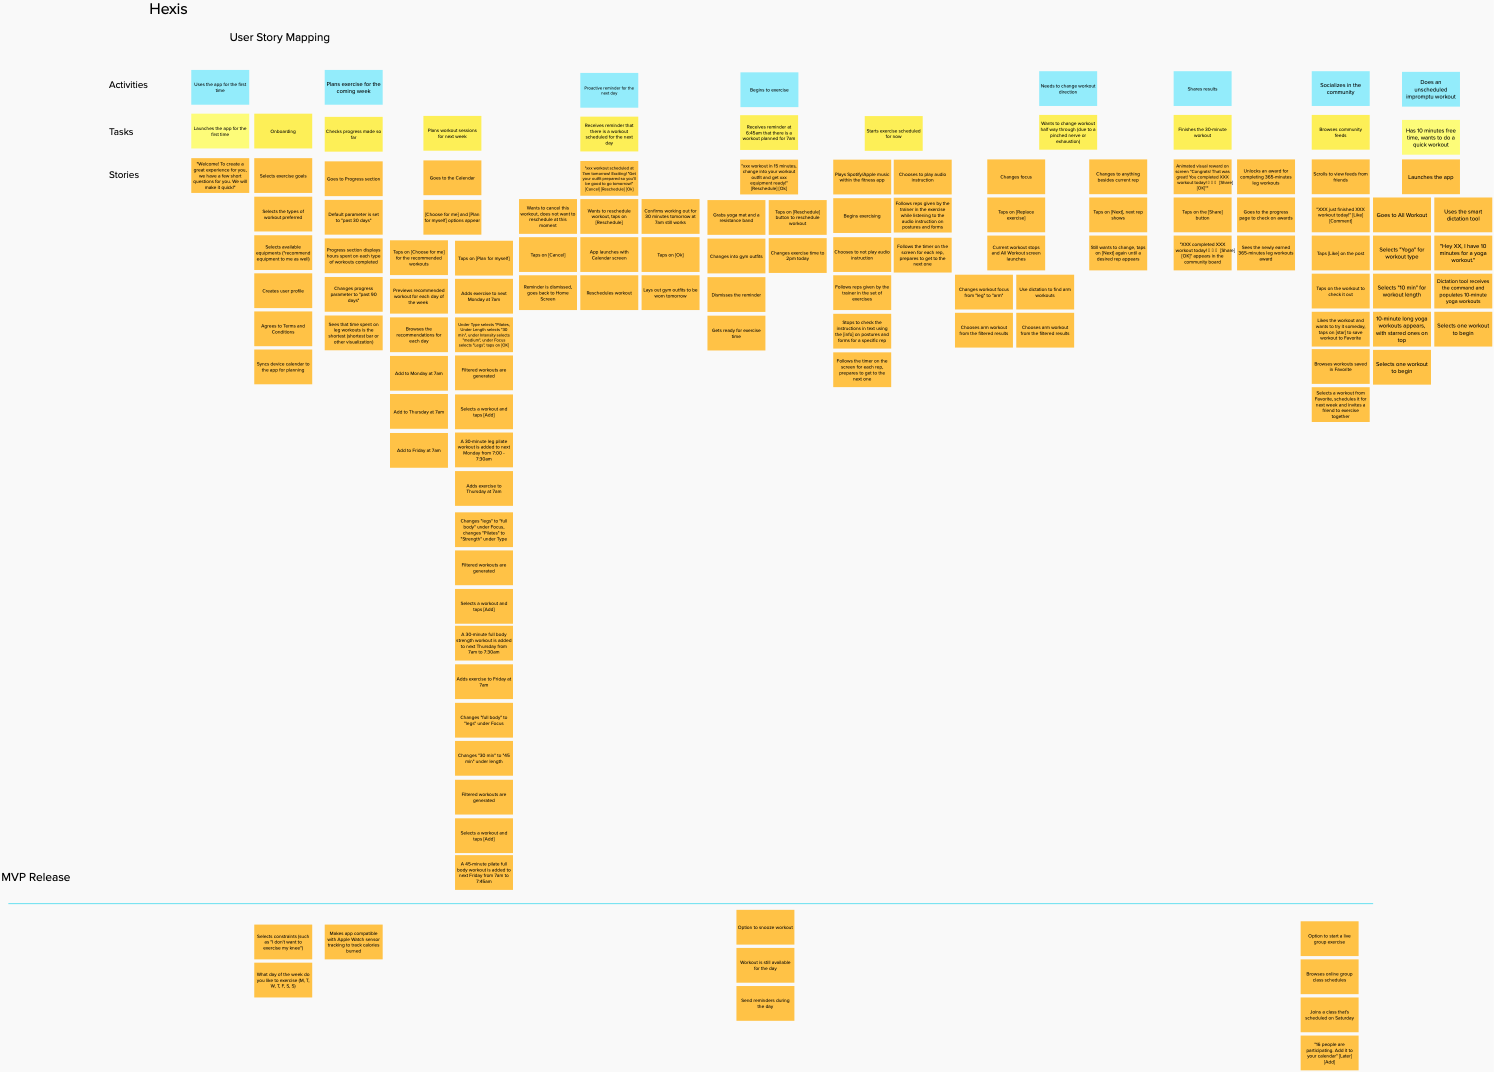 Hexis
User Story Mapping
Activities
Uses the app for the first
time
Plans exercise for the
coming week
Proactive reminder for the
next day
Begins to exercise
Needs to change workout
direction
Shares results
Socializes in the
community
Does an
unscheduled
impromptu workout
Tasks
Launches the app for the
first time
Onboarding
Checks progress made so
far
Plans workout sessions
for next week
Receives reminder that
there is a workout
scheduled for the next
day
Receives reminder at
6:45am that there is a
workout planned for 7am
Starts exercise scheduled
for now
Wants to change workout
half way through (due to a
pinched nerve or
exhaustion)
Finishes the 30-minute
workout
Browses community
feeds
Has 10 minutes free
time, wants to do a
quick workout
Stories
"Welcome! To create a
great experience for you,
we have a few short
questions for you. We will
make it quick!"
Selects exercise goals
Selects the types of
workout preferred
Selects available
equipments ("recommend
equipment to me as well)
Creates user profile
Agrees to Terms and
Conditions
Syncs device calendar to
the app for planning
Goes to Progress section
Default parameter is set
to "past 30 days"
Progress section displays
hours spent on each type
of workouts completed
Changes progress
parameter to "past 90
days"
Sees that time spent on
leg workouts is the
shortest (shortest bar or
other visualization)
Goes to the Calendar
[Choose for me] and [Plan
for myself] options appear
Taps on [Choose for me]
for the recommended
workouts
Previews recommended
workout for each day of
the week
Browses the
recommendations for
each day
Add to Monday at 7am
Add to Thursday at 7am
Add to Friday at 7am
Taps on [Plan for myself]
Adds exercise to next
Monday at 7am
Under Type selects "Pilates,
Under Length selects "30
min", under Intensity selects
"medium", under Focus
selects "Legs", taps on [OK]
Filtered workouts are
generated
Selects a workout and
taps [Add]
A 30-minute leg pilate
workout is added to next
Monday from 7:00 -
7:30am
Adds exercise to
Thursday at 7am
Changes "legs" to "full
body" under Focus,
changes "Pilates" to
"Strength" under Type
Filtered workouts are
generated
Selects a workout and
taps [Add]
A 30-minute full body
strength workout is added
to next Thursday from
7am to 7:30am
Adds exercise to Friday at
7am
Changes "full body" to
"legs" under Focus
Changes "30 min" to "45
min" under length
Filtered workouts are
generated
Selects a workout and
taps [Add]
A 45-minute pilate full
body workout is added to
next Friday from 7am to
7:45am
"xxx workout scheduled at
7am tomorrow! Exciting! "Get
your outfit prepared so you'll
be good to go tomorrow!"
[Cancel] [Reschedule] [Ok]
Wants to cancel this
workout, does not want to
reschedule at this
moment
Taps on [Cancel]
Reminder is dismissed,
goes back to Home
Screen
Wants to reschedule
workout, taps on
[Reschedule]
App launches with
Calendar screen
Reschedules workout
Confirms working out for
30 minutes tomorrow at
7am still works
Taps on [Ok]
Lays out gym outfits to be
worn tomorrow
"xxx workout in 15 minutes,
change into your workout
outfit and get xxx
equipment ready!"
[Reschedule][Ok]
Grabs yoga mat and a
resistance band
Changes into gym outfits
Dismisses the reminder
Gets ready for exercise
time
Taps on [Reschedule]
button to reschedule
workout
Changes exercise time to
2pm today
Plays Spotify/Apple music
within the fitness app
Begins exercising
Chooses to not play audio
instruction
Follows reps given by the
trainer in the set of
exercises
Stops to check the
instructions in text using
the [info] on postures and
forms for a specific rep
Follows the timer on the
screen for each rep,
prepares to get to the
next one
Chooses to play audio
instruction
Follows reps given by the
trainer in the exercise
while listening to the
audio instruction on
postures and forms
Follows the timer on the
screen for each rep,
prepares to get to the
next one
Changes focus
Taps on [Replace
exercise]
Current workout stops
and All Workout screen
launches
Changes workout focus
from "leg" to "arm"
Chooses arm workout
from the filtered results
Use dictation to find arm
workouts
Chooses arm workout
from the filtered results
Changes to anything
besides current rep
Taps on [Next], next rep
shows
Still wants to change, taps
on [Next] again until a
desired rep appears
Animated visual reward on
screen "Congrats! That was
great! You completed XXX
workout today! [Share]
[OK]"
Taps on the [Share]
button
"XXX completed XXX
workout today! [Share]
[OK]" appears in the
community board
Unlocks an award for
completing 365-minutes
leg workouts
Goes to the progress
page to check on awards
Sees the newly earned
365-minutes leg workouts
award
Scrolls to view feeds from
friends
"XXX just finished XXX
workout today!" [Like]
[Comment]
Taps [Like] on the post
Taps on the workout to
check it out
Likes the workout and
wants to try it someday,
taps on [star] to save
workout to Favorite
Browses workouts saved
in Favorite
Selects a workout from
Favorite, schedules it for
next week and invites a
friend to exercise
together
Launches the app
Goes to All Workout
Selects "Yoga" for
workout type
Selects "10 min" for
workout length
10-minute long yoga
workouts appears,
with starred ones on
top
Selects one workout
to begin
Uses the smart
dictation tool
"Hey XX, I have 10
minutes for a yoga
workout."
Dictation tool receives
the command and
populates 10-minute
yoga workouts
Selects one workout
to begin
MVP Release
Selects constraints (such
as "I don't want to
exercise my knee")
What day of the week do
you like to exercise (M, T,
W, T, F, S, S)
Makes app compatible
with Apple Watch sensor
tracking to track calories
burned
Option to snooze workout
Workout is still available
for the day
Send reminders during
the day
Option to start a live
group exercise
Browses online group
class schedules
Joins a class that's
scheduled on Saturday
"16 people are
participating. Add it to
your calendar" [Later]
[Add]